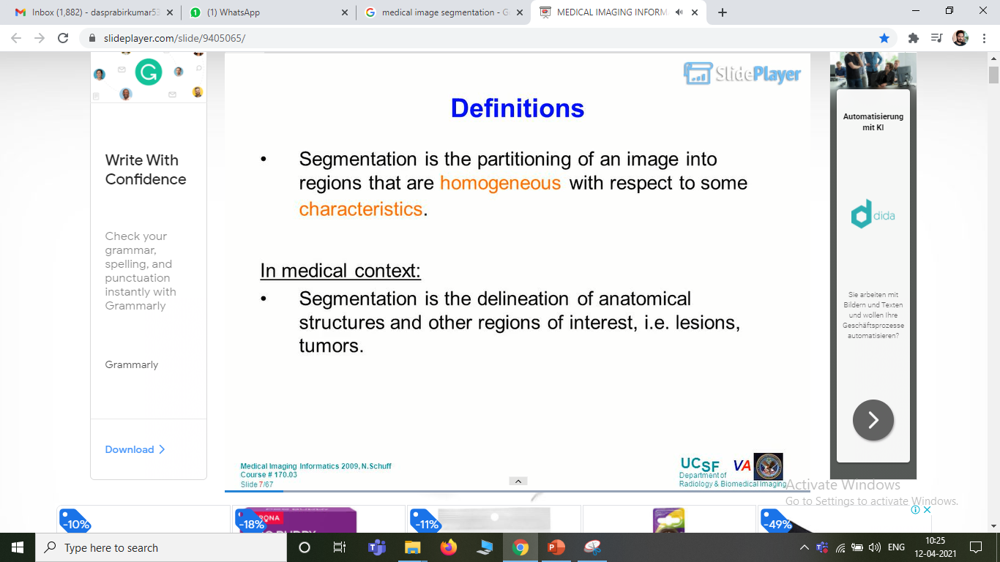 Inbox (1,882) - dasprabirkumar53
(1) WhatsApp
medical image segmentation - G
MEDICAL IMAGING INFORM
slideplayer.com/slide/9405065/
G
Write With
Confidence
Check your
grammar,
spelling, and
punctuation
instantly with
Grammarly
Grammarly
Download
SlidePlayer
Definitions
• Segmentation is the partitioning of an image into
regions that are homogeneous with respect to some
characteristics.
In medical context:
• Segmentation is the delineation of anatomical
structures and other regions of interest, i.e. lesions,
tumors.
Medical Imaging Informatics 2009, N.Schuff
Course # 170.03
Slide 7/67
UCSF VA
Department of
Radiology & Biomedical Imaging
Automatisierung
mit KI
dida
Sie arbeiten mit
Bildern und Texten
und wollen Ihre
Geschäftsprozesse
automatisieren?
Activate Windows
Go to Settings to activate Windows.
-10%
-18%
-11%
-49%
Type here to search
ENG
10:25
12-04-2021